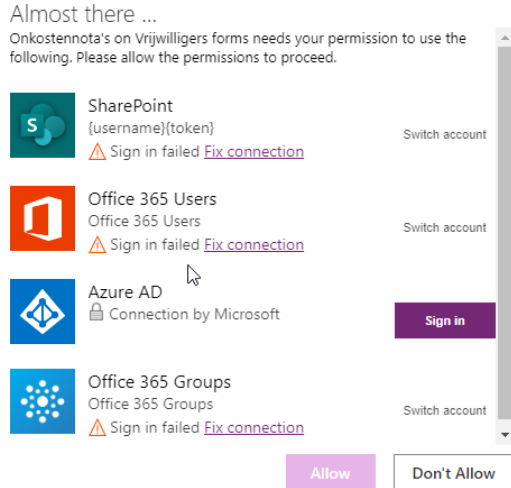 Almost there ...
Onkostennota's on Vrijwilligers forms needs your permission to use the
following. Please allow the permissions to proceed.
S
SharePoint
{username}{token}
Sign in failed Fix connection
Switch account
Office 365 Users
Office 365 Users
Sign in failed Fix connection
Switch account
Azure AD
Connection by Microsoft
Sign in
Office 365 Groups
Office 365 Groups
Sign in failed Fix connection
Switch account
Allow
Don't Allow